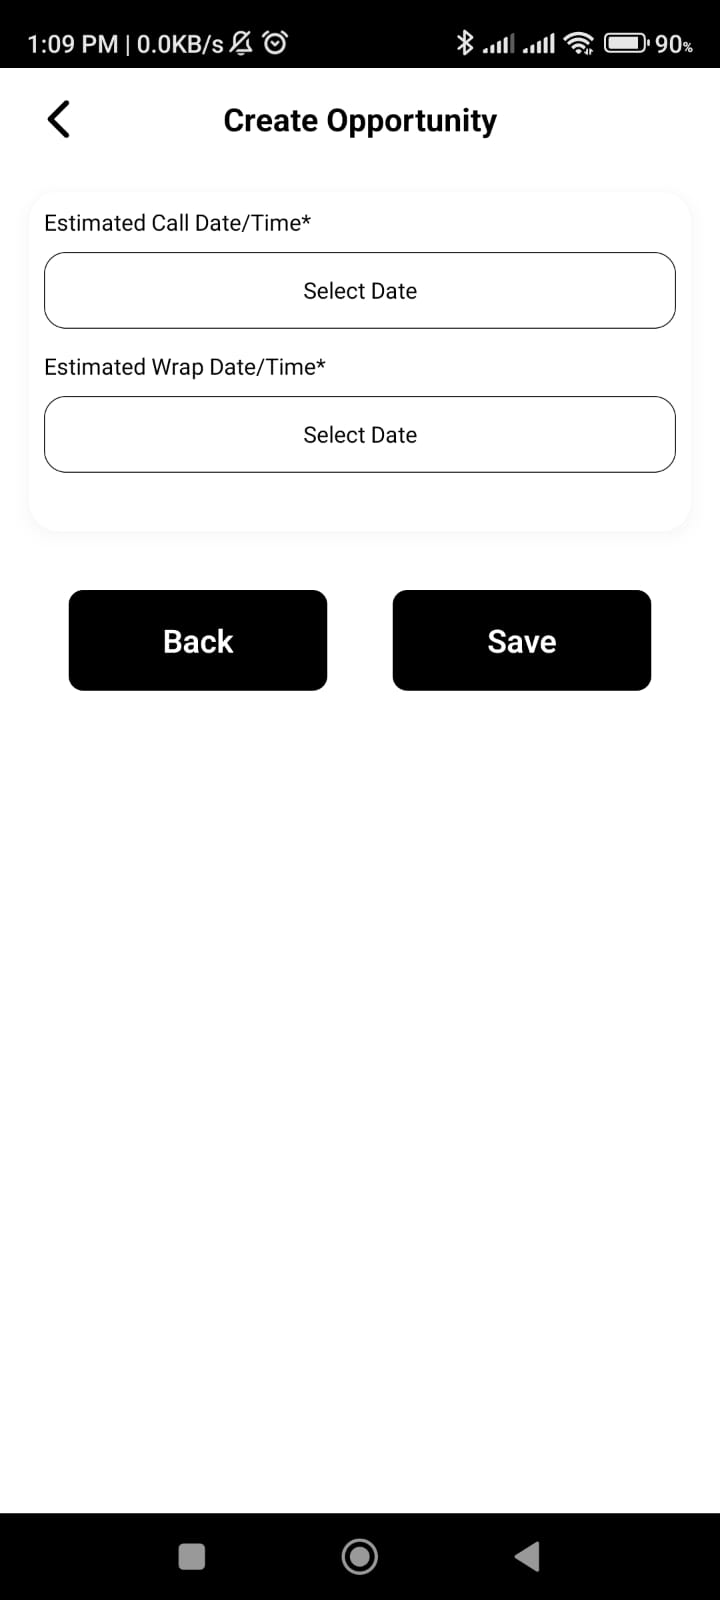 1:09 PM | 0.0KB/s 90%
Create Opportunity
Estimated Call Date/Time*
Select Date
Estimated Wrap Date/Time*
Select Date
Back Save